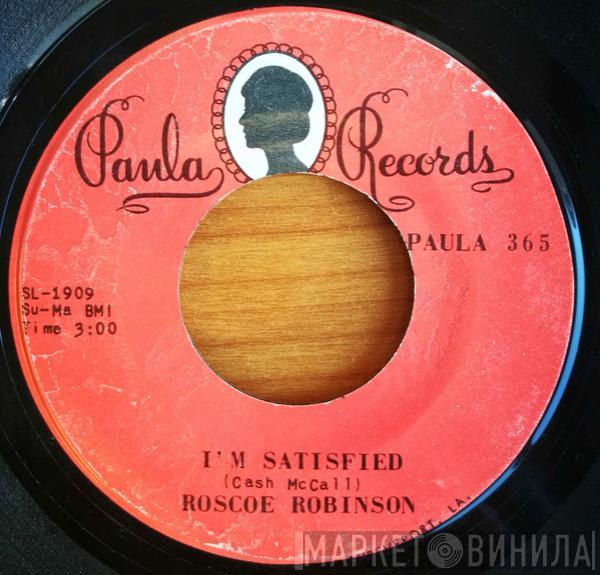 Paula Records
PAULA 365
SL-1909
Su-Ma BMI
Time 3:00
I'M SATISFIED
(Cash McCall)
ROSCOE ROBINSON
LA.
МАРКЕТ ВИНИЛА